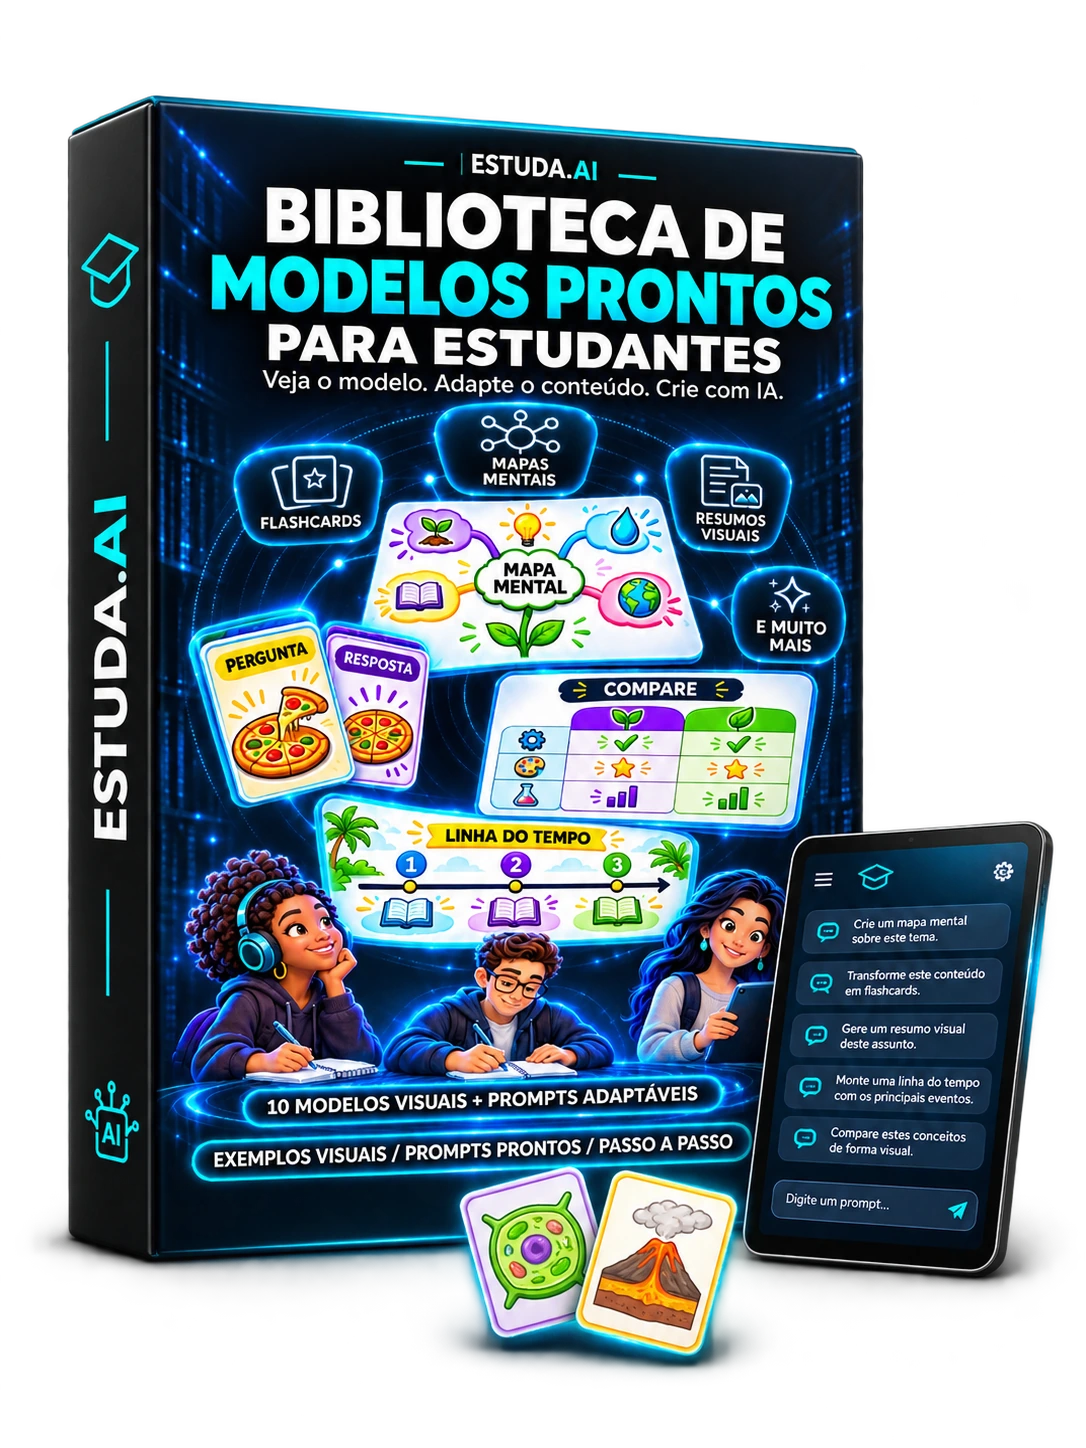 ESTUDA.AI
BIBLIOTECA DE
MODELOS PRONTOS
PARA ESTUDANTES
Veja o modelo. Adapte o conteúdo. Crie com IA.
FLASHCARDS
MAPAS
MENTAIS
RESUMOS
VISUAIS
E MUITO
MAIS
MAPA
MENTAL
PERGUNTA
RESPOSTA
COMPARE
LINHA DO TEMPO
1
2
3
10 MODELOS VISUAIS + PROMPTS ADAPTÁVEIS
EXEMPLOS VISUAIS / PROMPTS PRONTOS / PASSO A PASSO
ESTUDA.AI
AI
Crie um mapa mental
sobre este tema.
Transforme este conteúdo
em flashcards.
Gere um resumo visual
deste assunto.
Monte uma linha do tempo
com os principais eventos.
Compare estes conceitos
de forma visual.
Digite um prompt...